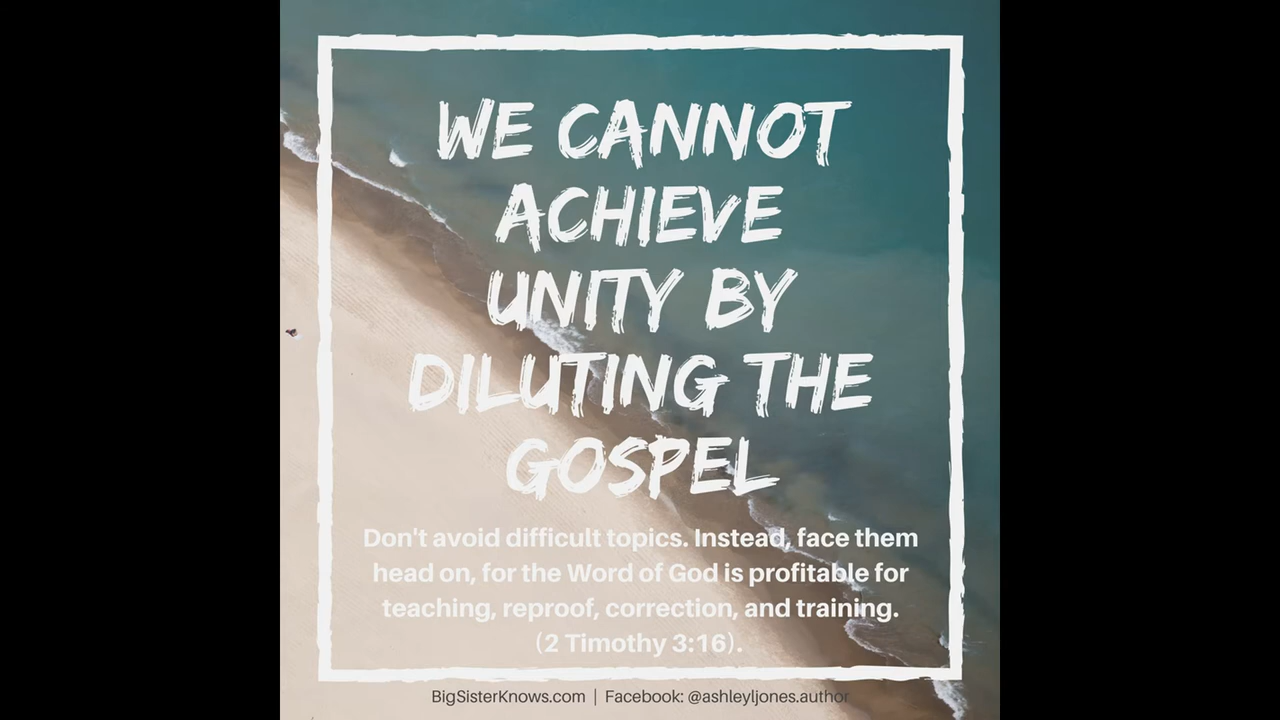 WE CANNOT
ACHIEVE
UNITY BY
DILUTING THE
GOSPEL
Don't avoid difficult topics. Instead, face them
head on, for the Word of God is profitable for
teaching, reproof, correction, and training.
(2 Timothy 3:16).
BigSisterKnows.com | Facebook: @ashleyljones.author